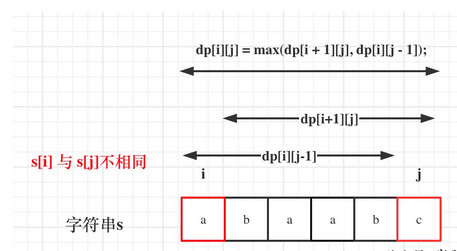 dp[i][j] = max(dp[i + 1][j], dp[i][j - 1]);
dp[i+1][j]
s[i] 与 s[j]不相同
dp[i][j-1]
i
j
字符串s
a
b
a
a
b
c